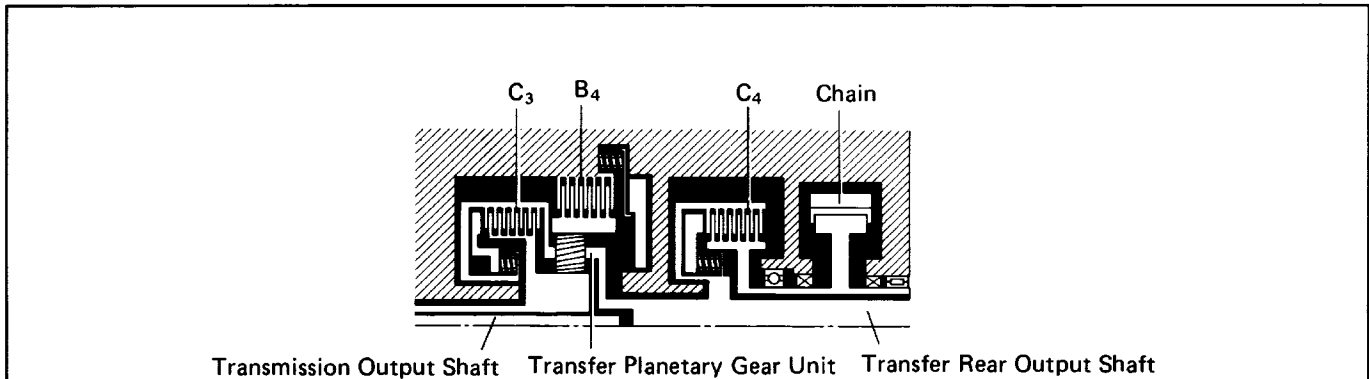 C₃ B₄ C₄ Chain
Transmission Output Shaft Transfer Planetary Gear Unit Transfer Rear Output Shaft